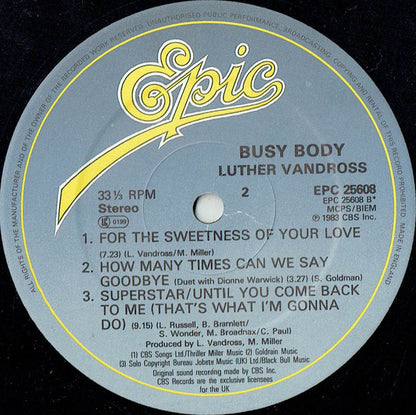 ALL RIGHTS OF THE MANUFACTURER AND OF THE OWNER OF THE RECORDED WORK RESERVED. UNAUTHORISED PUBLIC PERFORMANCE, BROADCASTING, COPYING AND RENTAL OF THIS RECORD PROHIBITED
Epic
BUSY BODY
LUTHER VANDROSS
33⅓ RPM
Stereo
0199
2
EPC 25608
EPC 25608 B*
MCPS/BIEM
℗ 1983 CBS Inc.
1. FOR THE SWEETNESS OF YOUR LOVE
(7.23) (L. Vandross/M. Miller)
2. HOW MANY TIMES CAN WE SAY
GOODBYE (Duet with Dionne Warwick) (3.27) (S. Goldman)
3. SUPERSTAR/UNTIL YOU COME BACK
TO ME (THAT'S WHAT I'M GONNA
DO) (9.15) (L. Russell, B. Bramlett/
S. Wonder, M. Broadnax/C. Paul)
Produced by L. Vandross, M. Miller
(1) CBS Songs Ltd/Thriller Miller Music (2) Goldrain Music
(3) Solo Copyright Bureau Jobete Music (UK) Ltd/Black Bull Music
Original sound recording made by CBS Inc.
CBS Records are the exclusive licensees
for the UK